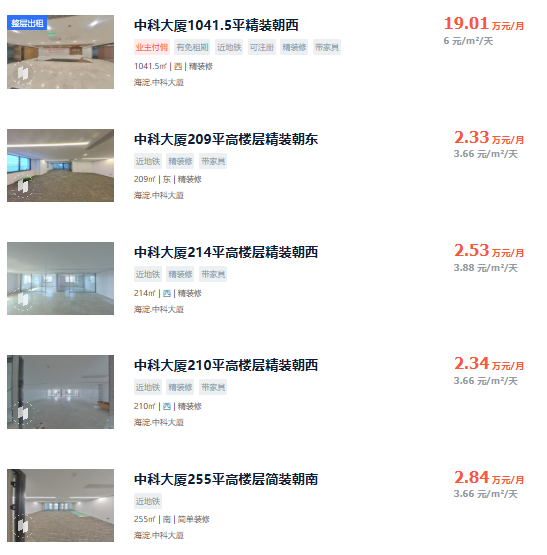 整层出租
中科大厦1041.5平精装朝西
19.01 万元/月
业主付佣 有免租期 近地铁 可注册 精装修 带家具
6 元/m²/天
1041.5㎡ | 西 | 精装修
海淀.中科大厦
中科大厦209平高楼层精装朝东
2.33 万元/月
近地铁 精装修 带家具
3.66 元/m²/天
209㎡ | 东 | 精装修
海淀.中科大厦
中科大厦214平高楼层精装朝西
2.53 万元/月
近地铁 精装修 带家具
3.88 元/m²/天
214㎡ | 西 | 精装修
海淀.中科大厦
中科大厦210平高楼层精装朝西
2.34 万元/月
近地铁 精装修 带家具
3.66 元/m²/天
210㎡ | 西 | 精装修
海淀.中科大厦
中科大厦255平高楼层简装朝南
2.84 万元/月
近地铁
3.66 元/m²/天
255㎡ | 南 | 简单装修
海淀.中科大厦